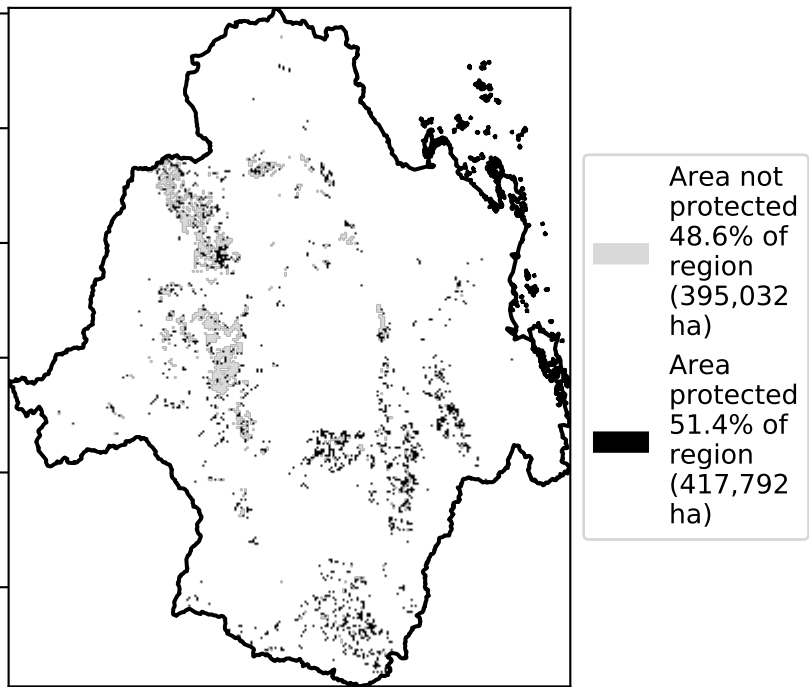 Area not
protected
48.6% of
region
(395,032
ha)
Area
protected
51.4% of
region
(417,792
ha)